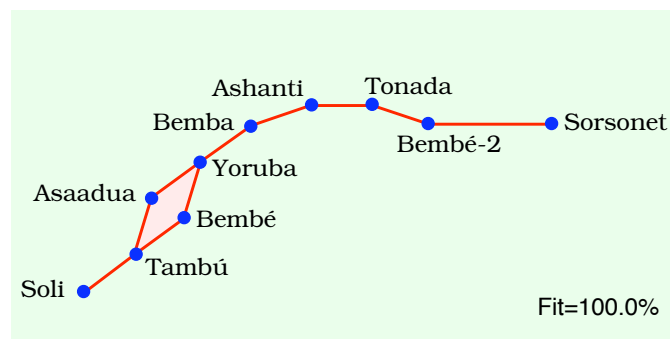 Ashanti
Tonada
Bemba
Sorsonet
Bembé-2
Yoruba
Asaadua
Bembé
Tambú
Soli
Fit=100.0%